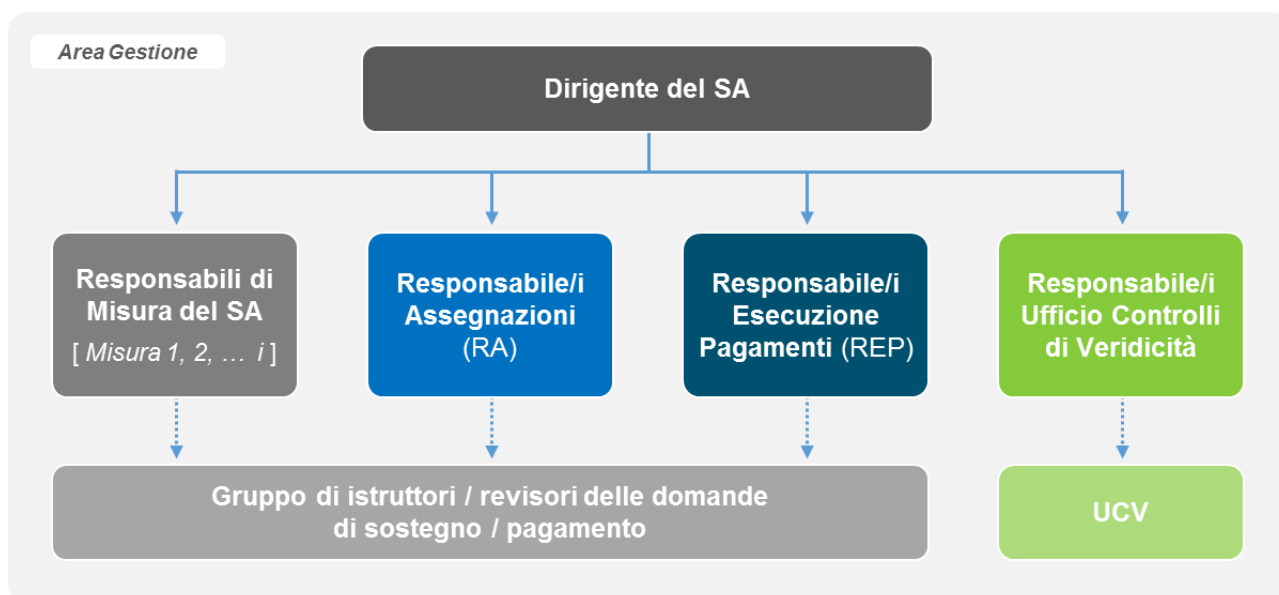 Area Gestione
Dirigente del SA
Responsabili di
Misura del SA
[ Misura 1, 2, … i ]
Responsabile/i
Assegnazioni
(RA)
Responsabile/i
Esecuzione
Pagamenti (REP)
Responsabile/i
Ufficio Controlli
di Veridicità
Gruppo di istruttori / revisori delle domande
di sostegno / pagamento
UCV